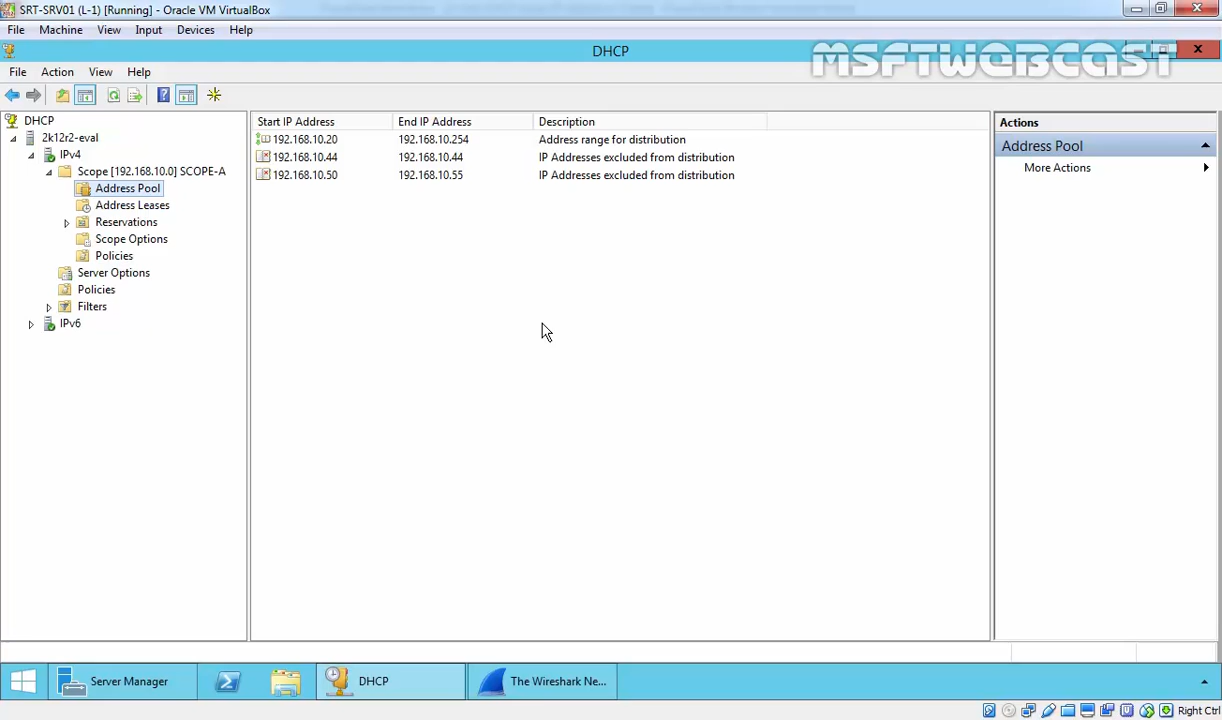 SRT-SRV01 (L-1) [Running] - Oracle VM VirtualBox
File Machine View Input Devices Help
DHCP
MSFTWEBCAST
File Action View Help
DHCP
2k12r2-eval
IPv4
Scope [192.168.10.0] SCOPE-A
Address Pool
Address Leases
Reservations
Scope Options
Policies
Server Options
Policies
Filters
IPv6
Start IP Address End IP Address Description
192.168.10.20 192.168.10.254 Address range for distribution
192.168.10.44 192.168.10.44 IP Addresses excluded from distribution
192.168.10.50 192.168.10.55 IP Addresses excluded from distribution
Actions
Address Pool
More Actions
Server Manager
DHCP
The Wireshark Ne...
Right Ctrl